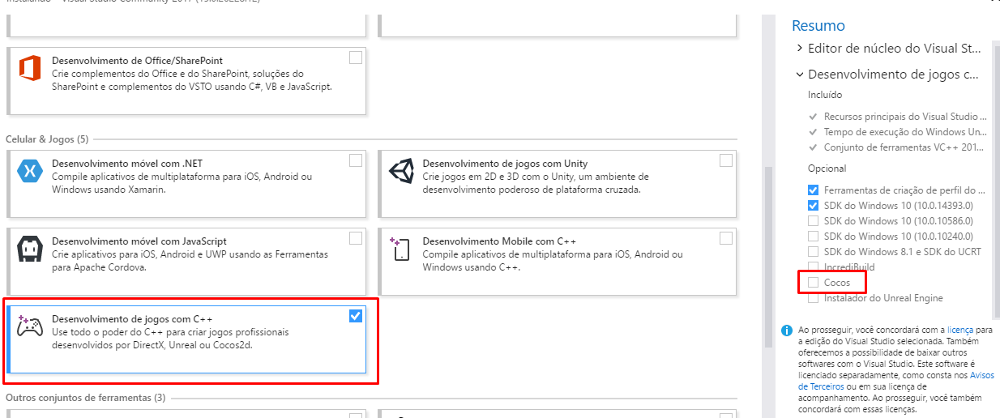 Instalando - Visual Studio Community 2017
Desenvolvimento de Office/SharePoint
Crie complementos do Office e do SharePoint, soluções do
SharePoint e complementos do VSTO usando C#, VB e JavaScript.
Celular & Jogos (5)
Desenvolvimento móvel com .NET
Compile aplicativos de multiplataforma para iOS, Android ou
Windows usando Xamarin.
Desenvolvimento de jogos com Unity
Crie jogos em 2D e 3D com o Unity, um ambiente de
desenvolvimento poderoso de plataforma cruzada.
Desenvolvimento móvel com JavaScript
Crie aplicativos para iOS, Android e UWP usando as Ferramentas
para Apache Cordova.
Desenvolvimento Mobile com C++
Compile aplicativos de multiplataforma para iOS, Android ou
Windows usando C++.
Desenvolvimento de jogos com C++
Use todo o poder do C++ para criar jogos profissionais
desenvolvidos por DirectX, Unreal ou Cocos2d.
Outros conjuntos de ferramentas (3)
Resumo
Editor de núcleo do Visual St...
Desenvolvimento de jogos c...
Incluído
Recursos principais do Visual Studio ...
Tempo de execução do Windows Un...
Conjunto de ferramentas VC++ 201...
Opcional
Ferramentas de criação de perfil do ...
SDK do Windows 10 (10.0.14393.0)
SDK do Windows 10 (10.0.10586.0)
SDK do Windows 10 (10.0.10240.0)
SDK do Windows 8.1 e SDK do UCRT
IncrediBuild
Cocos
Instalador do Unreal Engine
Ao prosseguir, você concordará com a licença para
a edição do Visual Studio selecionada. Também
oferecemos a possibilidade de baixar outros
softwares com o Visual Studio. Este software é
licenciado separadamente, como consta nos Avisos
de Terceiros ou em sua licença de
acompanhamento. Ao prosseguir, você também
concordará com essas licenças.